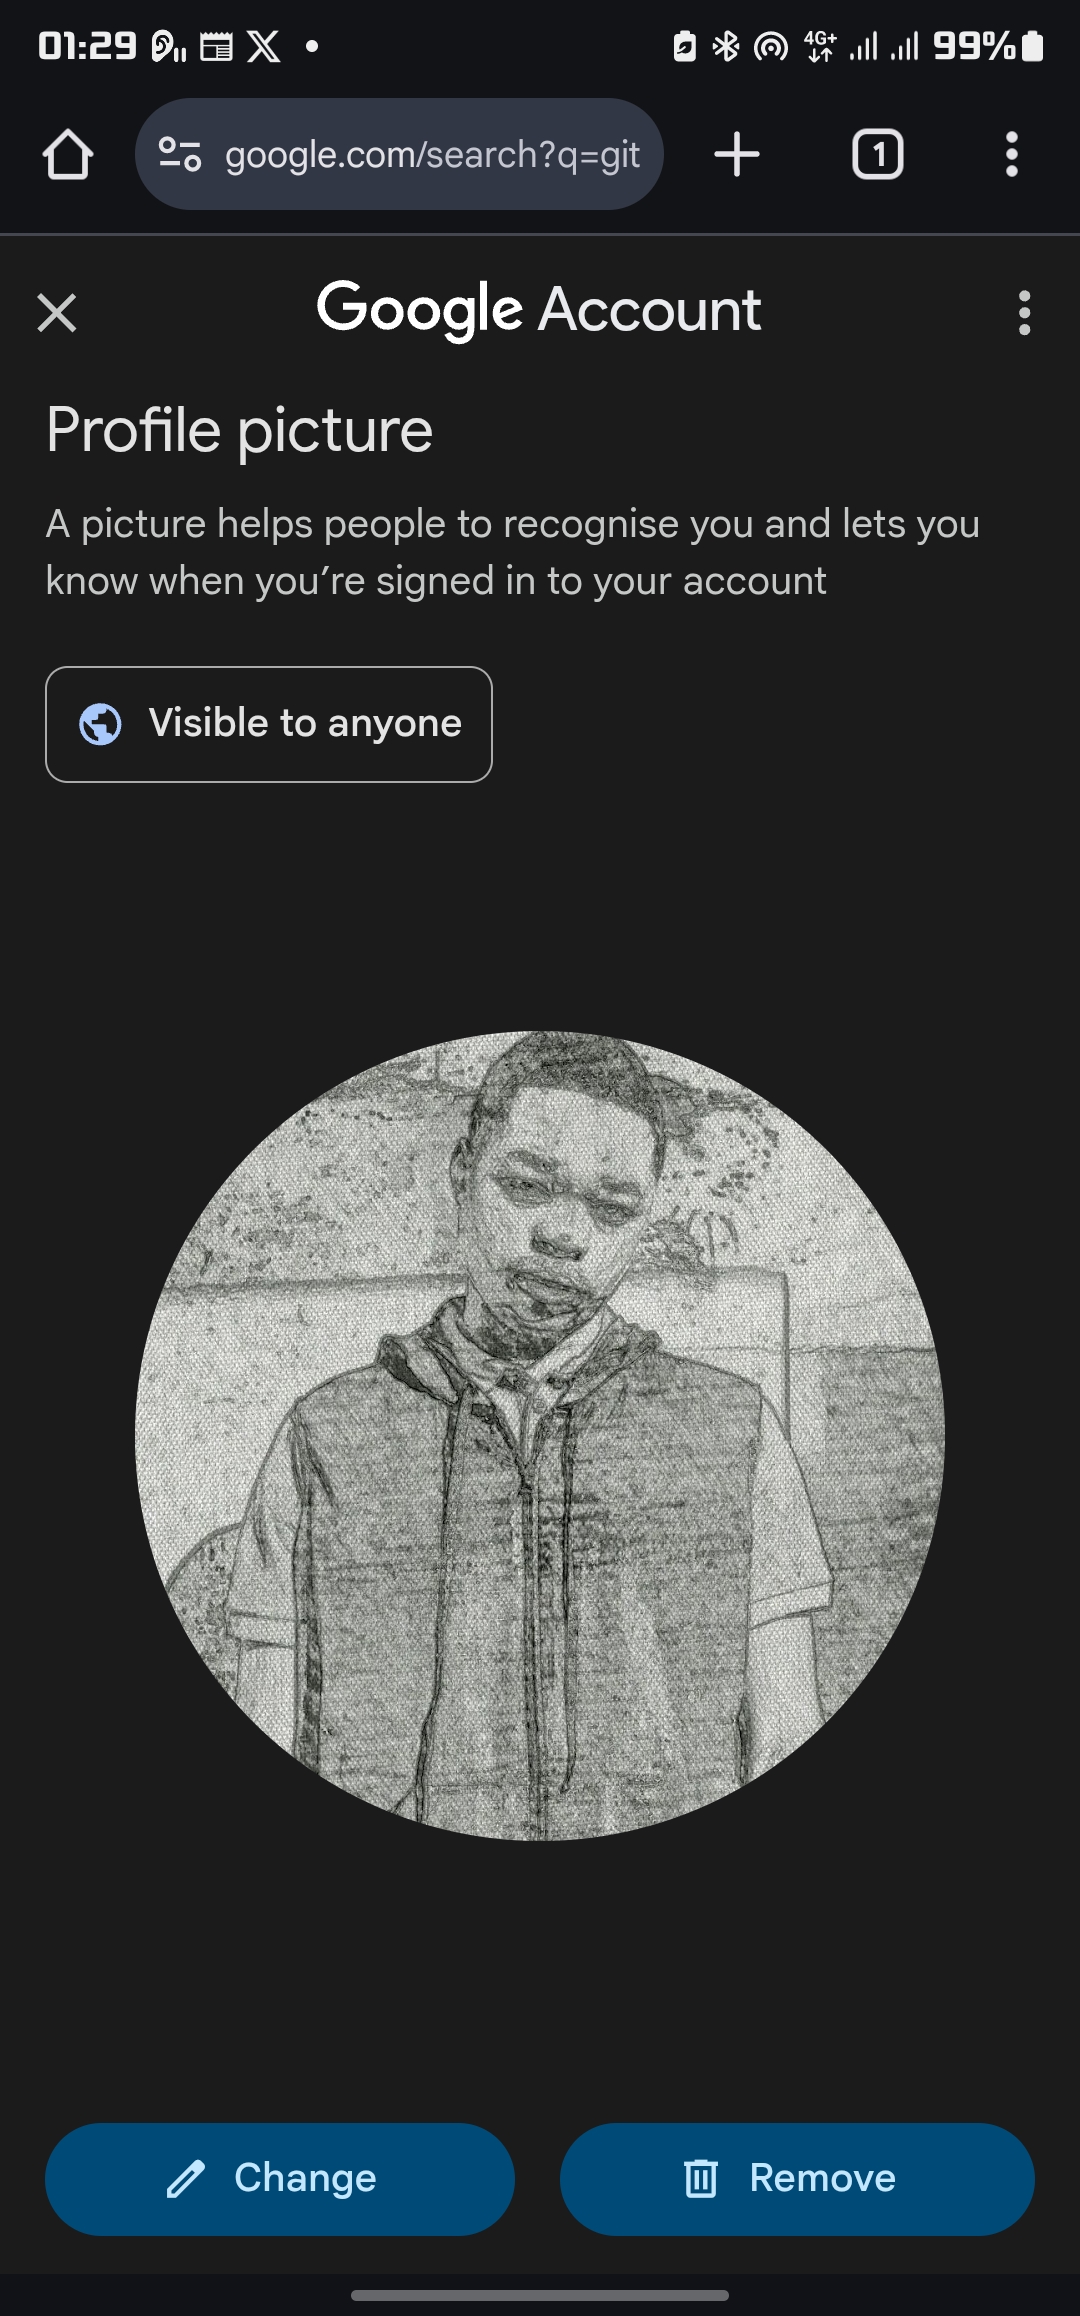 01:29 4G+ 99%
google.com/search?q=git 1
Google Account
Profile picture
A picture helps people to recognise you and lets you
know when you’re signed in to your account
Visible to anyone
Change Remove